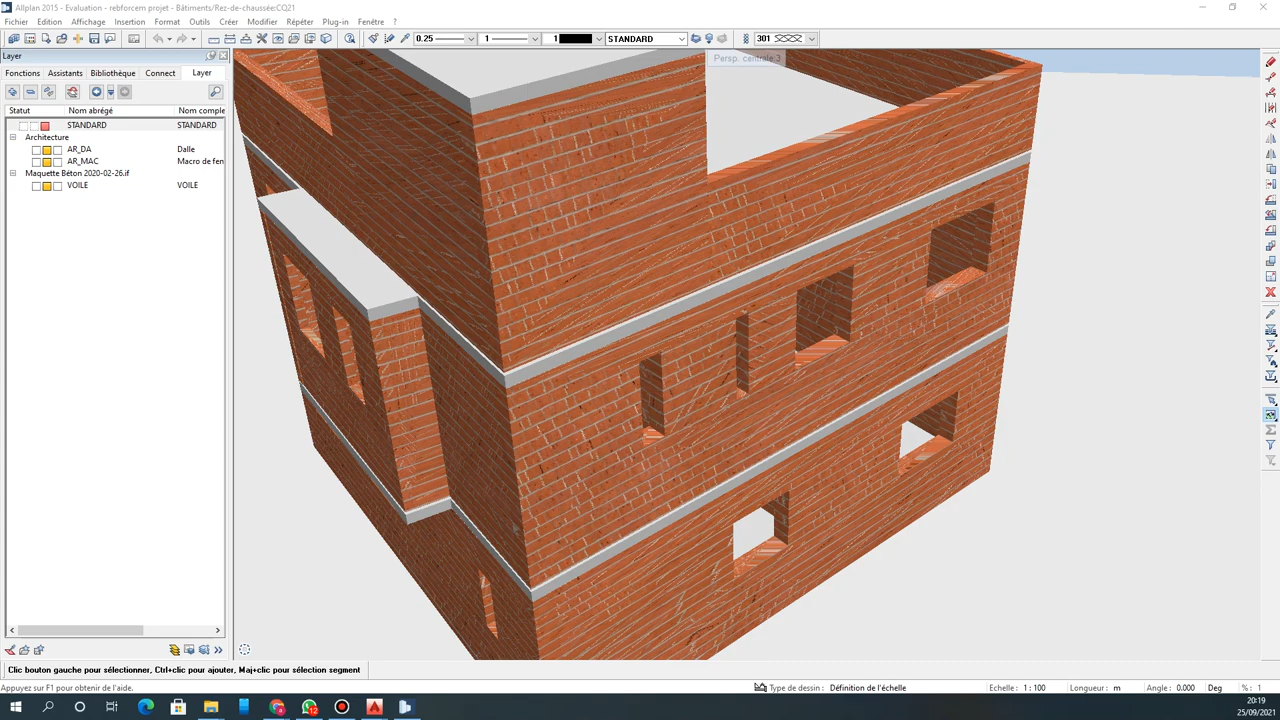 Allplan 2015 - Evaluation - rebforcem projet - Bâtiments/Rez-de-chaussée:CQ21
Fichier Edition Affichage Insertion Format Outils Créer Modifier Répéter Plug-in Fenêtre ?
0.25 1 1 STANDARD 301
Layer
Persp. centrale:3
Fonctions Assistants Bibliothèque Connect Layer
Statut Nom abrégé Nom comple
STANDARD STANDARD
Architecture
AR_DA Dalle
AR_MAC Macro de fen
Maquette Béton 2020-02-26.if
VOILE VOILE
Clic bouton gauche pour sélectionner, Ctrl+clic pour ajouter, Maj+clic pour sélection segment
Appuyez sur F1 pour obtenir de l'aide. Type de dessin : Définition de l'échelle Echelle : 1 : 100 Longueur : m Angle : 0.000 Deg % : 1
12
20:19
25/09/2021